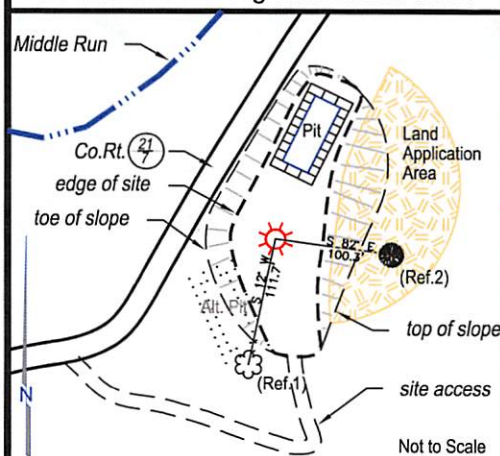 Middle Run
Co.Rt. 21/7
edge of site
toe of slope
Pit
Land
Application
Area
S 82° E
100.3'
(Ref.2)
S 12° W
111.7'
Alt. Pit
(Ref.1)
top of slope
site access
N
Not to Scale